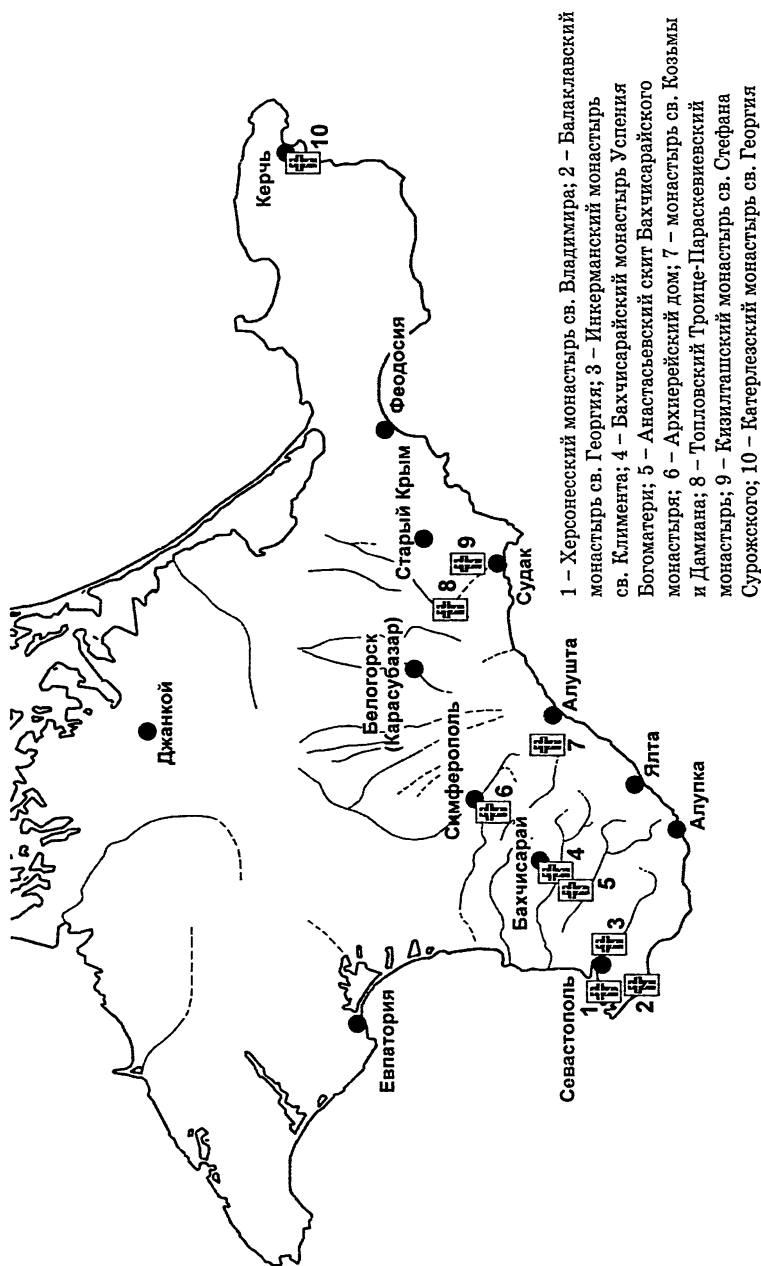 Джанкой
Керчь
10
Феодосия
Евпатория
Белогорск
(Карасубазар)
Старый Крым
8
9
Судак
Симферополь
6
Бахчисарай
4
5
7
Алушта
Севастополь
1
2
3
Ялта
Алупка
1 – Херсонесский монастырь св. Владимира; 2 – Балаклавский
монастырь св. Георгия; 3 – Инкерманский монастырь
св. Климента; 4 – Бахчисарайский монастырь Успения
Богоматери; 5 – Анастасьевский скит Бахчисарайского
монастыря; 6 – Архиерейский дом; 7 – монастырь св. Козьмы
и Дамиана; 8 – Топловский Троице-Параскевиевский
монастырь; 9 – Кизилташский монастырь св. Стефана
Сурожского; 10 – Катерлезский монастырь св. Георгия